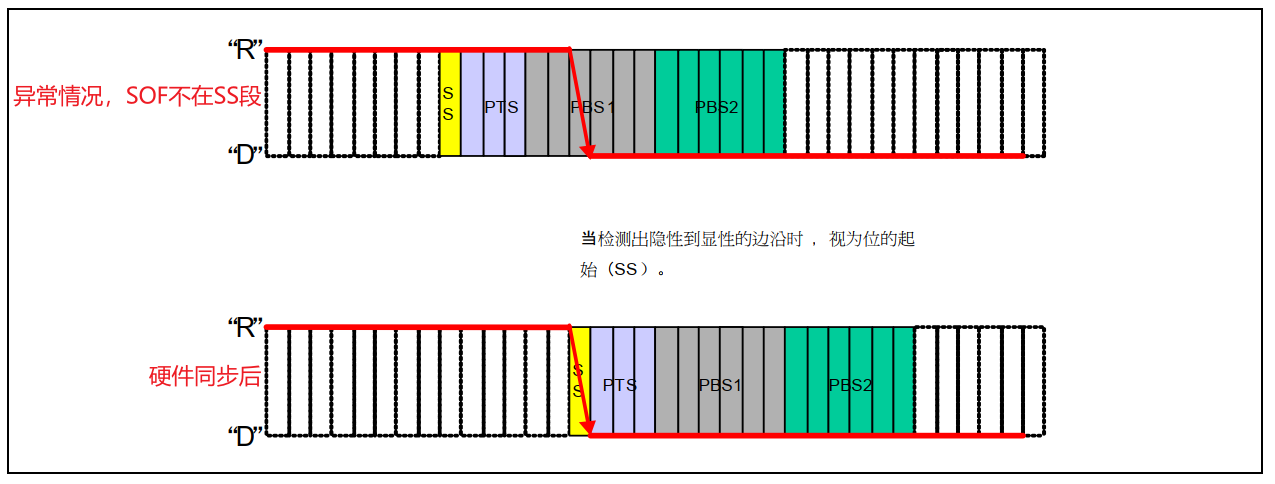 “R”
异常情况，SOF不在SS段
SS
PTS
PBS1
PBS2
“D”
当检测出隐性到显性的边沿时 ，视为位的起
始（SS）。
“R”
硬件同步后
SS
PTS
PBS1
PBS2
“D”